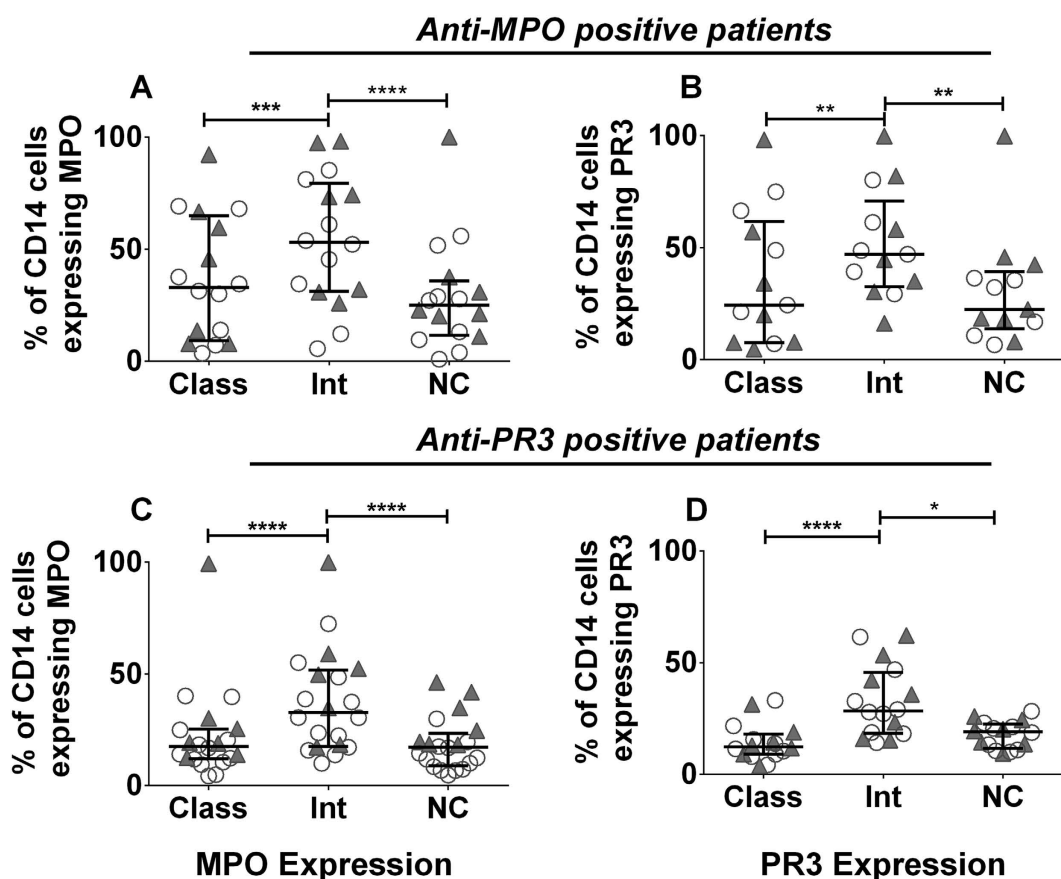 Anti-MPO positive patients
A
*** ****
% of CD14 cells
expressing MPO
100
50
0
Class Int NC
B
** **
% of CD14 cells
expressing PR3
100
50
0
Class Int NC
Anti-PR3 positive patients
C
**** ****
% of CD14 cells
expressing MPO
100
50
0
Class Int NC
MPO Expression
D
**** *
% of CD14 cells
expressing PR3
100
50
0
Class Int NC
PR3 Expression